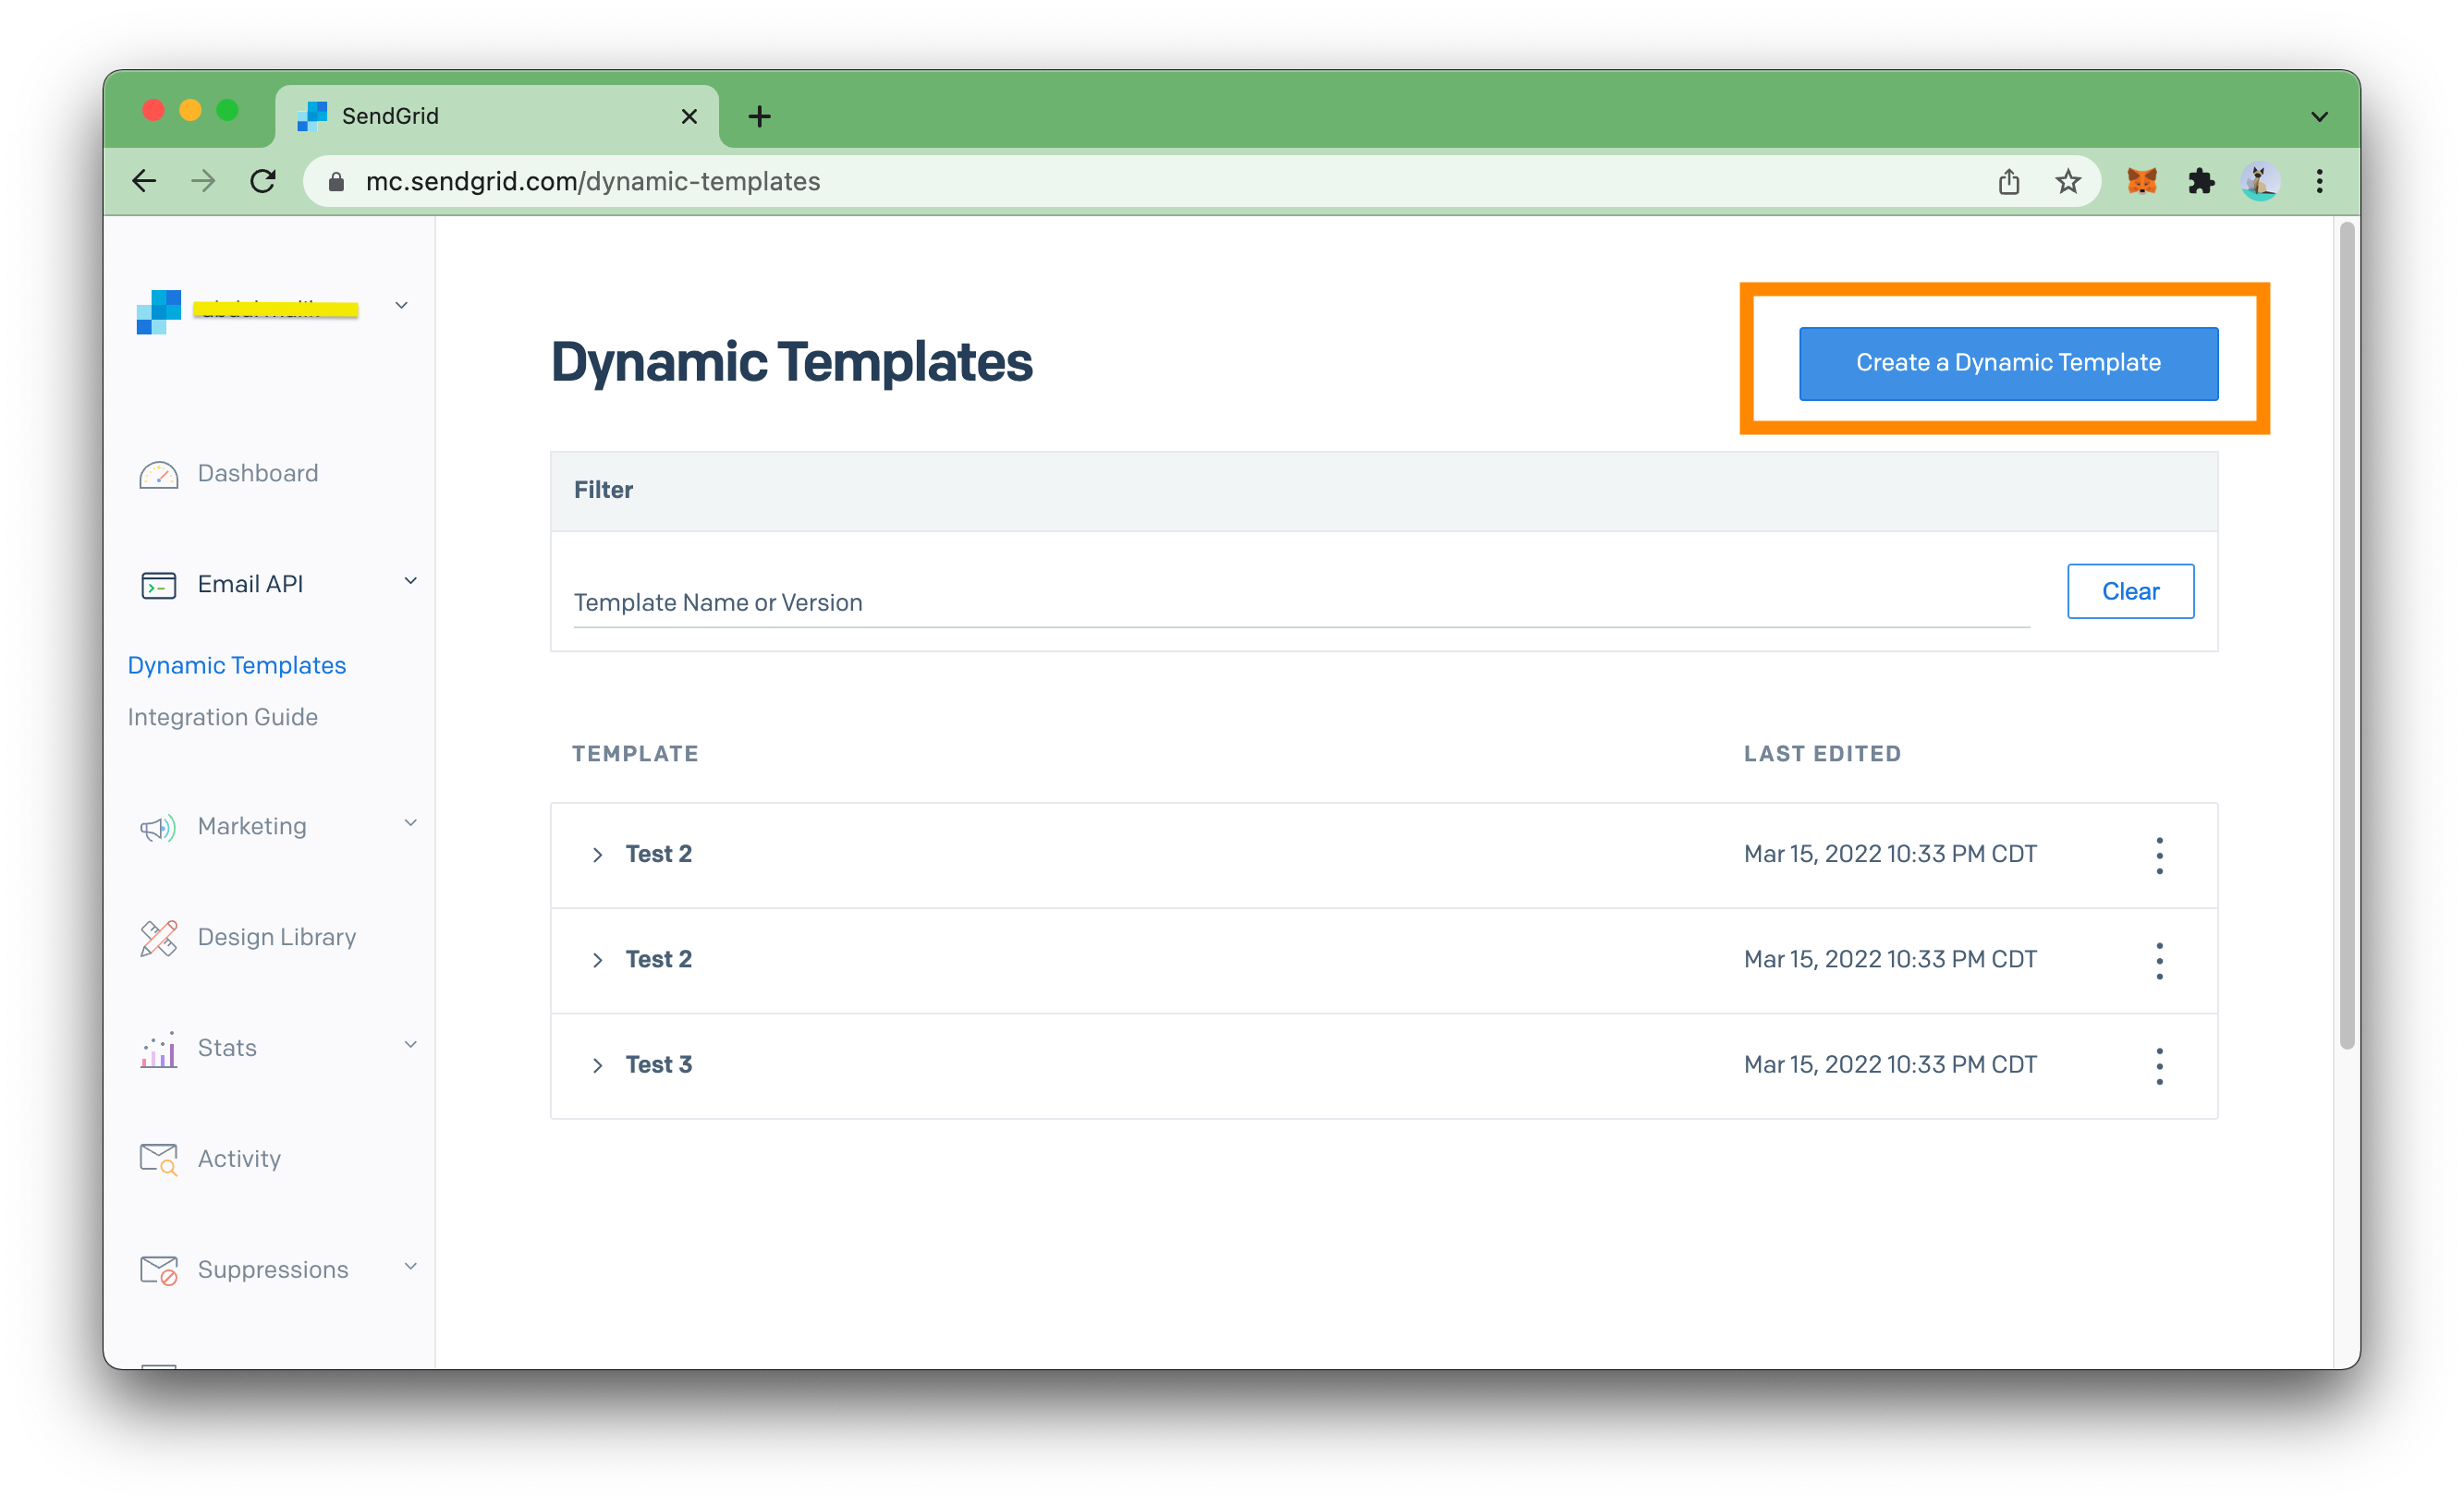 SendGrid
mc.sendgrid.com/dynamic-templates
Dashboard
Email API
Dynamic Templates
Integration Guide
Marketing
Design Library
Stats
Activity
Suppressions
Dynamic Templates
Create a Dynamic Template
Filter
Template Name or Version
Clear
TEMPLATE LAST EDITED
Test 2 Mar 15, 2022 10:33 PM CDT
Test 2 Mar 15, 2022 10:33 PM CDT
Test 3 Mar 15, 2022 10:33 PM CDT